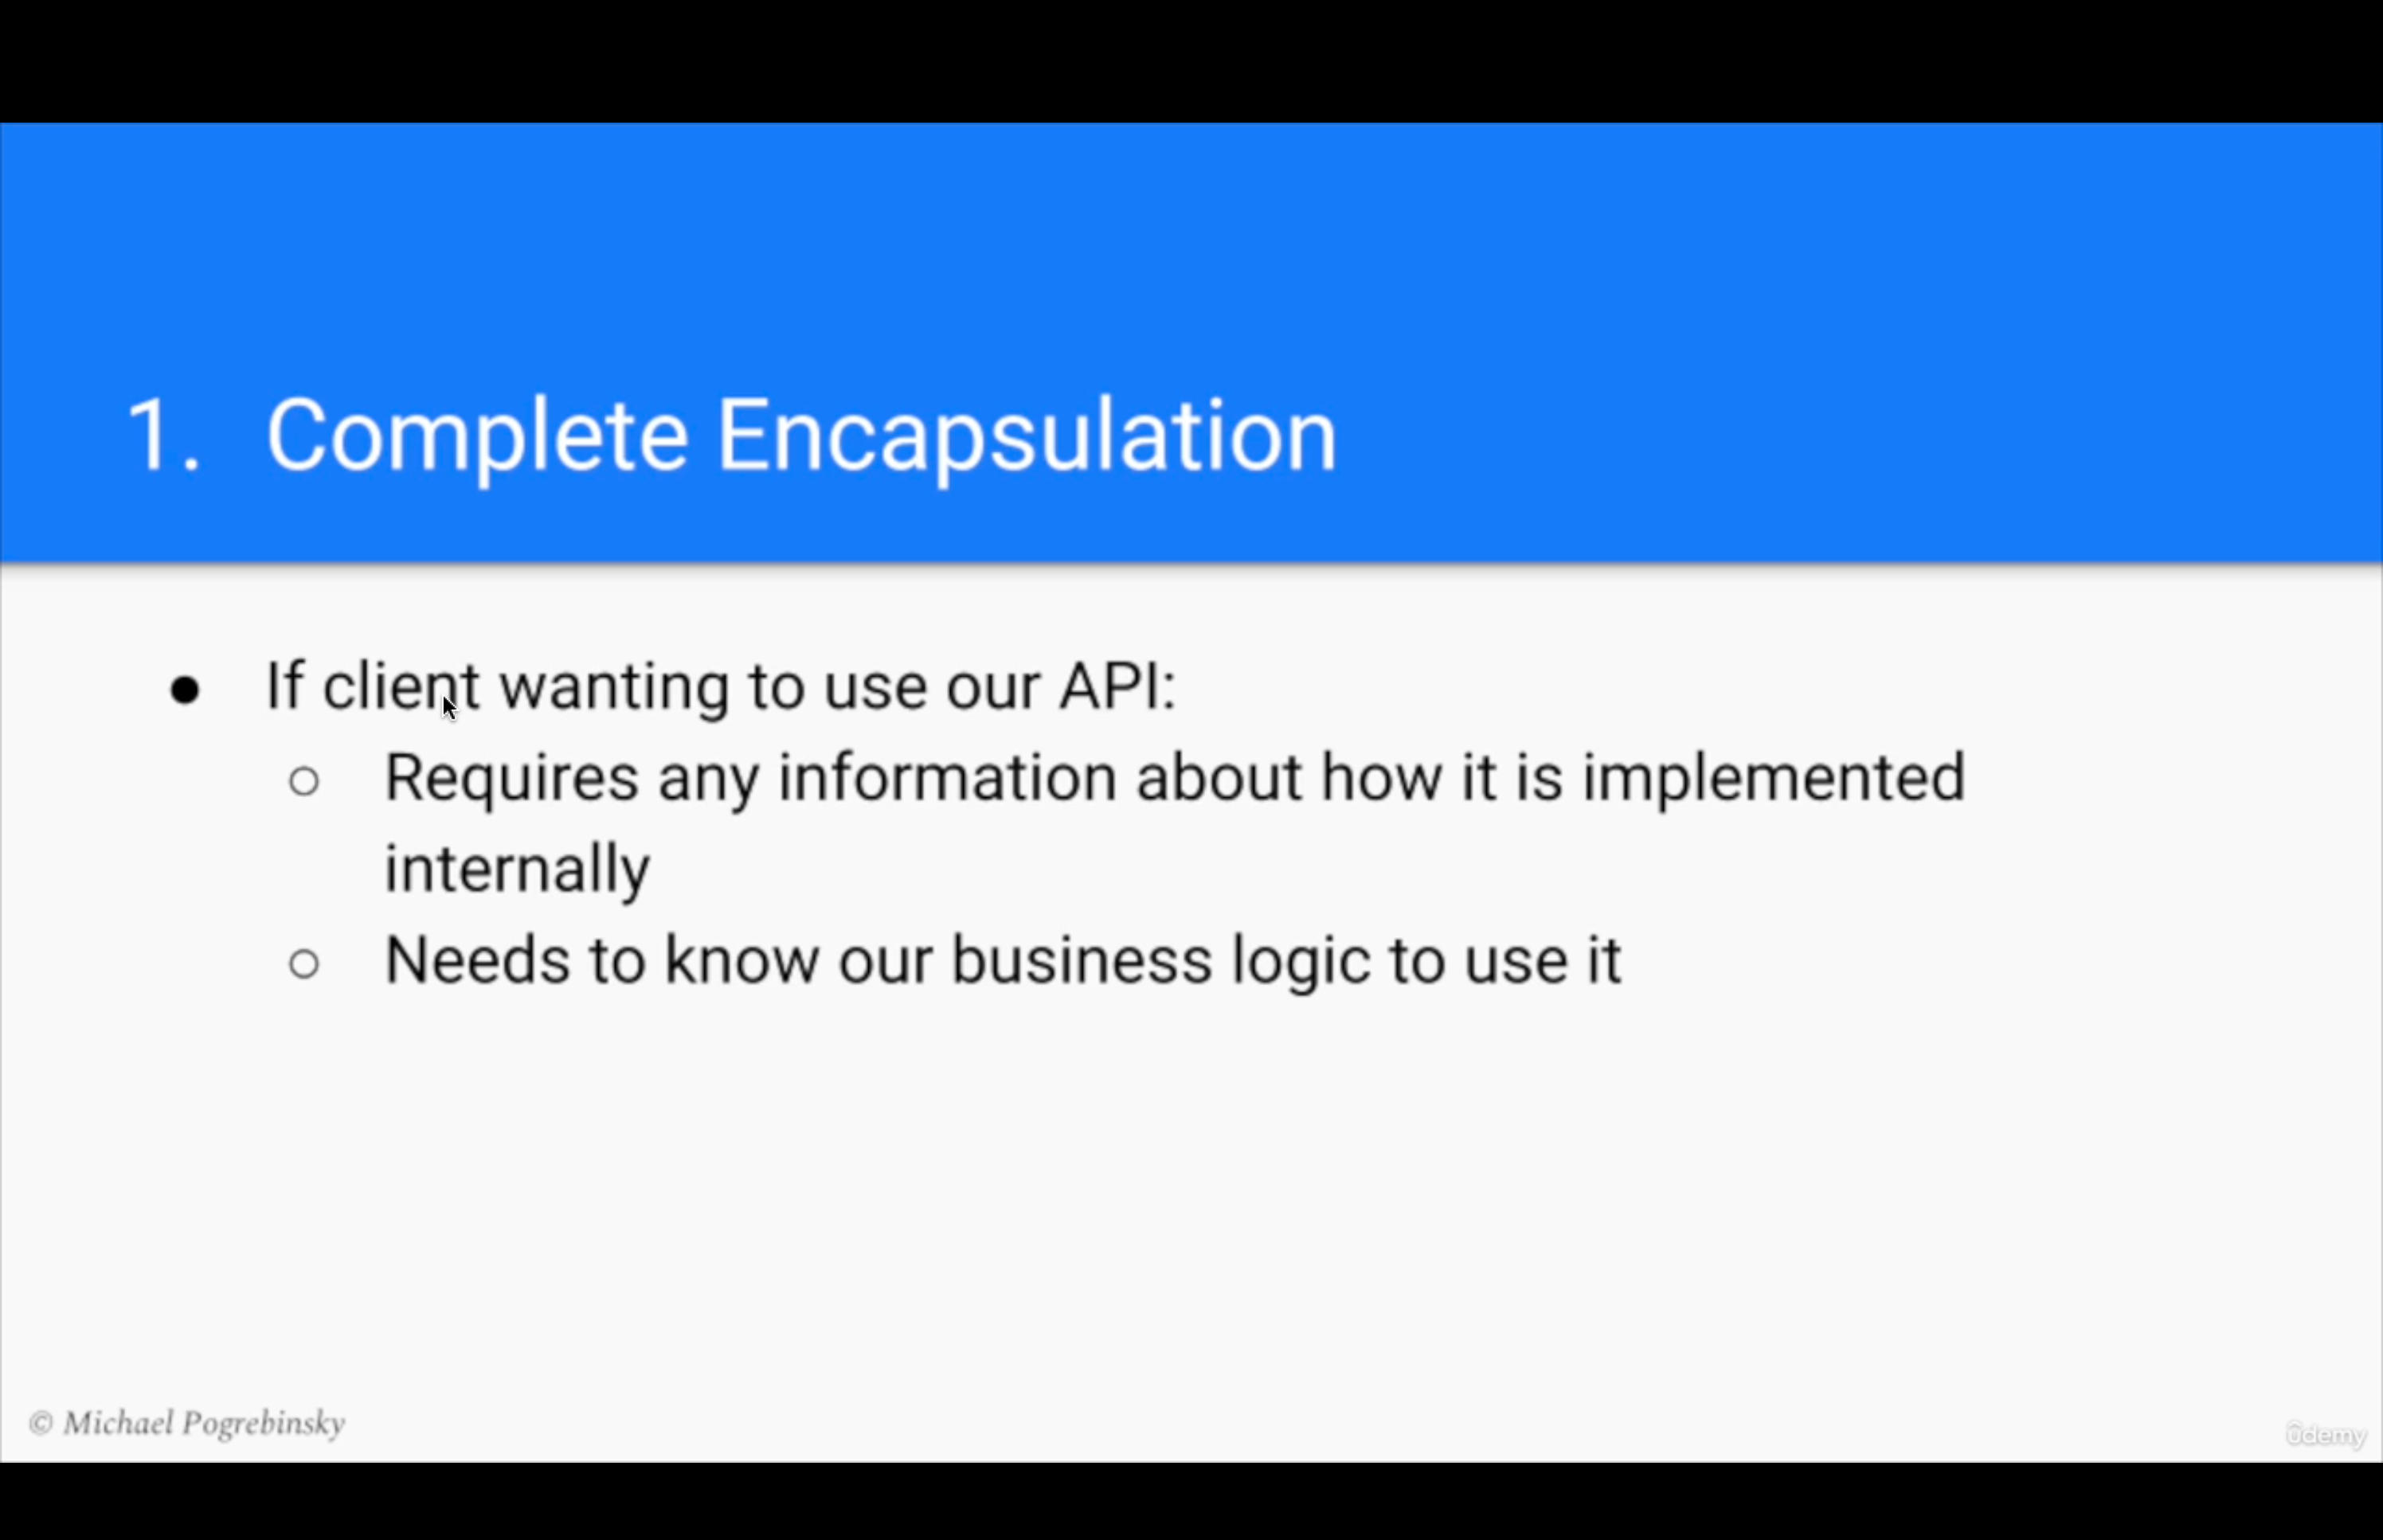 1. Complete Encapsulation
● If client wanting to use our API:
○ Requires any information about how it is implemented
internally
○ Needs to know our business logic to use it
© Michael Pogrebinsky
ûdemy